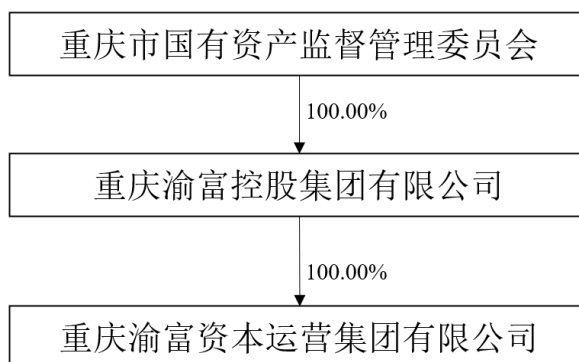 重庆市国有资产监督管理委员会
100.00%
重庆渝富控股集团有限公司
100.00%
重庆渝富资本运营集团有限公司